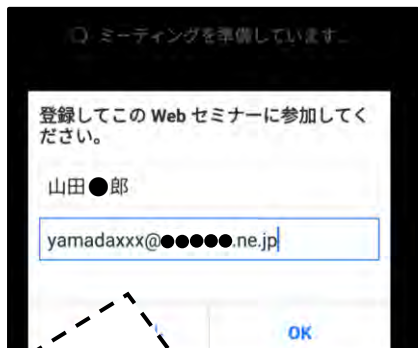 ミーティングを準備しています...
登録してこの Web セミナーに参加してく
ださい。
山田●郎
yamadaxxx@●●●●●.ne.jp
OK